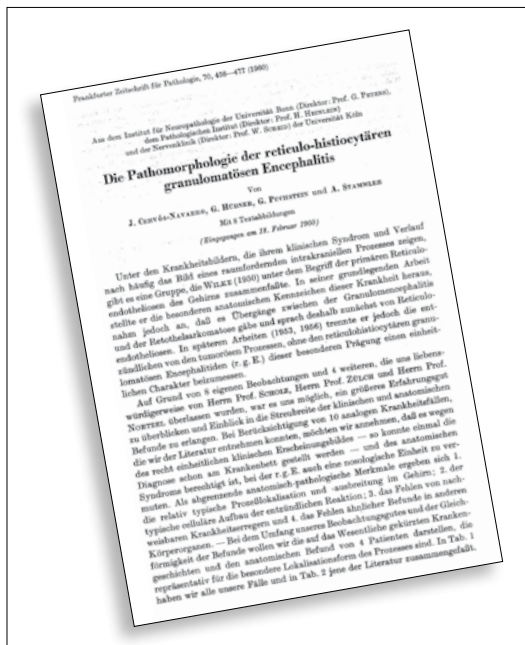 Frankfurter Zeitschrift für Pathologie, 70, 458—477 (1960)
Aus dem Institut für Neuropathologie der Universität Bonn (Direktor: Prof. G. PETERS),
dem Pathologischen Institut (Direktor: Prof. H.
und der Nervenklinik (Direktor: Prof. W. SCHEID) der Universität Köln
Die Pathomorphologie der reticulo-histiocytären
granulomatösen Encephalitis
Von
J. CERVÓS-NAVARRO, G. HÜBNER, G. PUCHSTEIN und A. STAMMLER
Mit 8 Textabbildungen
(Eingegangen am 18. Februar 1960)
Unter den Krankheitsbildern, die ihrem klinischen Syndrom und Verlauf
nach häufig das Bild eines raumfordernden intrakraniellen Prozesses zeigen,
gibt es eine Gruppe, die WILKE (1950) unter dem Begriff der primären Reticulo-
endotheliosen des Gehirns zusammenfaßte. In seiner grundlegenden Arbeit
stellte er die besonderen anatomischen Kennzeichen dieser Krankheit heraus,
nahm jedoch an, daß es Übergänge zwischen der Granulomencephalitis
und der Retothelsarkomatose gäbe und sprach deshalb zunächst von Reticulo-
endotheliosen. In späteren Arbeiten (1953, 1956) trennte er jedoch die ent-
zündlichen von den tumorösen Prozessen, ohne den reticulohistiocytären granu-
lomatösen Encephalitiden (r. g. E.) dieser besonderen Prägung einen einheit-
lichen Charakter beizumessen.
Auf Grund von 8 eigenen Beobachtungen und 4 weiteren, die uns liebens-
würdigerweise von Herrn Prof. SCHOLZ, Herrn Prof. ZÜLCH und Herrn Prof.
NOETZEL überlassen wurden, war es uns möglich, ein größeres Erfahrungsgut
zu überblicken und Einblick in die Streubreite der klinischen und anatomischen
Befunde zu erlangen. Bei Berücksichtigung von 10 analogen Krankheitsfällen,
die wir der Literatur entnehmen konnten, möchten wir annehmen, daß es wegen
des recht einheitlichen klinischen Erscheinungsbildes — so konnte einmal die
Diagnose schon am Krankenbett gestellt werden — und des anatomischen
Syndroms berechtigt ist, bei der r. g. E. auch eine nosologische Einheit zu ver-
muten. Als abgrenzende anatomisch-pathologische Merkmale ergeben sich 1.
die relativ typische Prozeßlokalisation und -ausbreitung im Gehirn; 2. der
typische celluläre Aufbau der entzündlichen Reaktion; 3. das Fehlen von nach-
weisbaren Krankheitserregern und 4. das Fehlen ähnlicher Befunde in anderen
Körperorganen. — Bei dem Umfang unseres Beobachtungsgutes und der Gleich-
förmigkeit der Befunde wollen wir die auf das Wesentliche gekürzten Kranken-
geschichten und den anatomischen Befund von 4 Patienten darstellen, die
repräsentativ für die besondere Lokalisationsform des Prozesses sind. In Tab. 1
haben wir alle unsere Fälle und in Tab. 2 jene der Literatur zusammengefaßt.